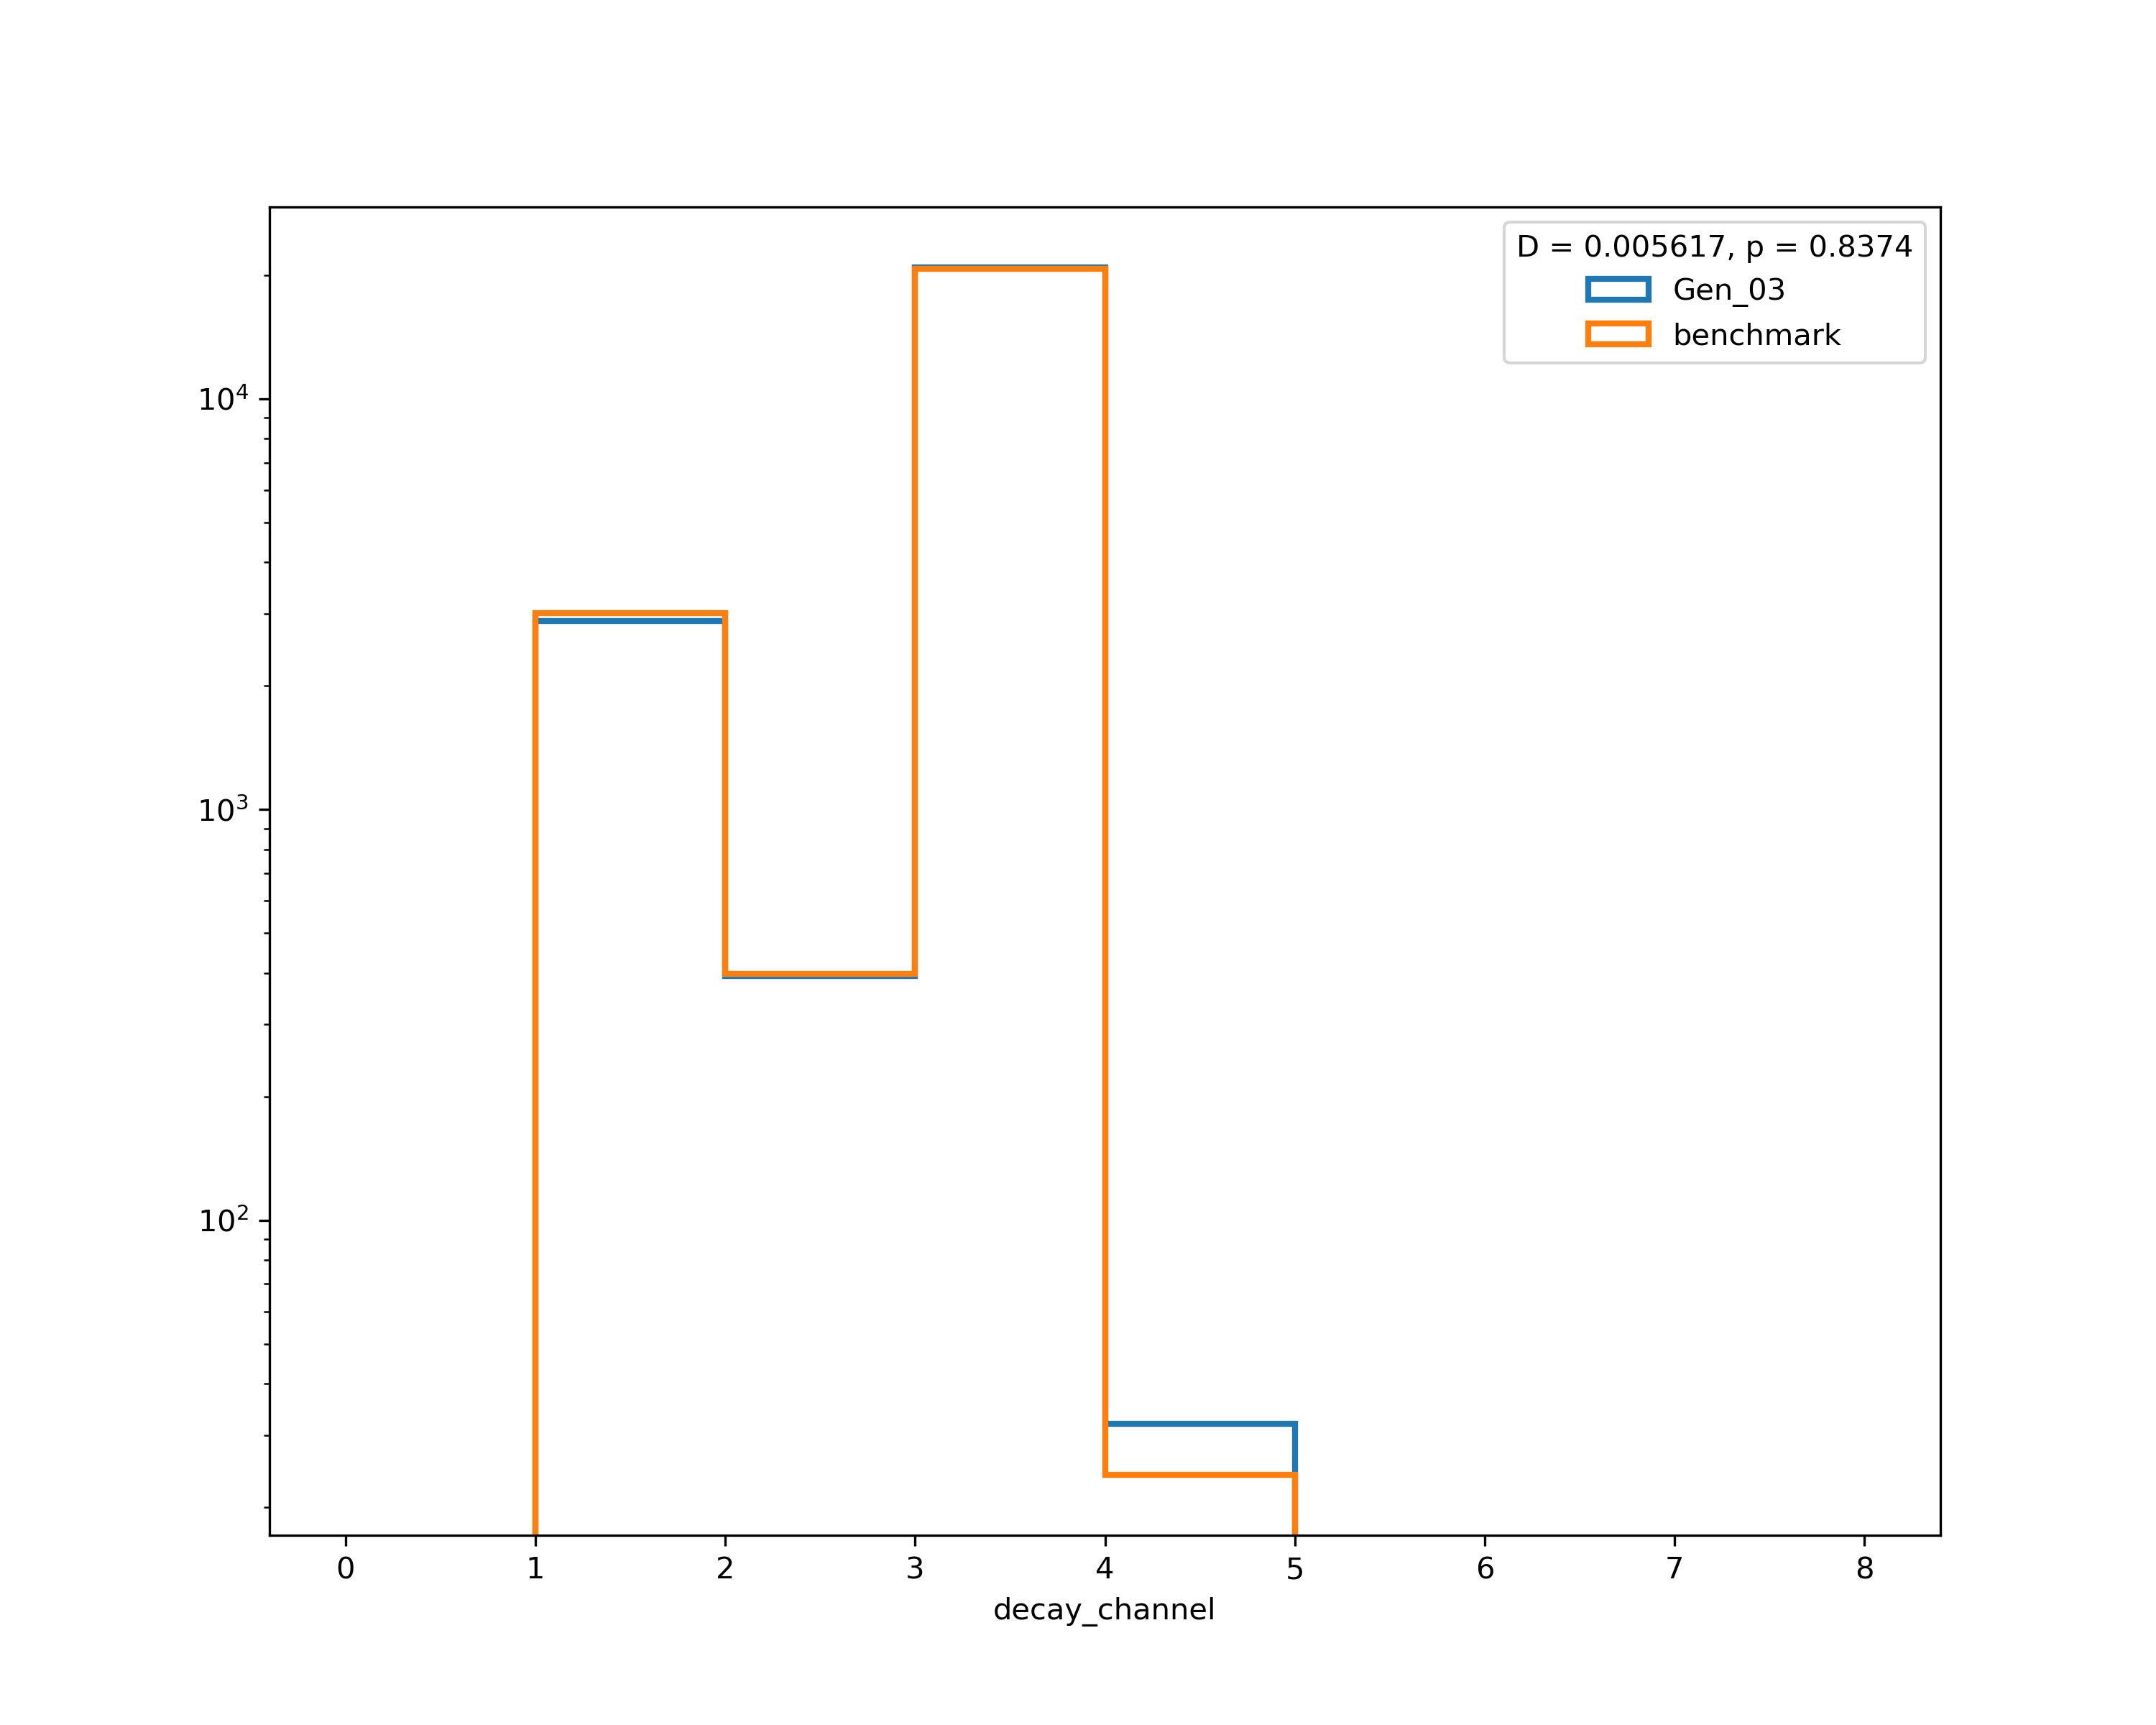 D = 0.005617, p = 0.8374
Gen_03
benchmark
10⁴
10³
10²
0 1 2 3 4 5 6 7 8
decay_channel